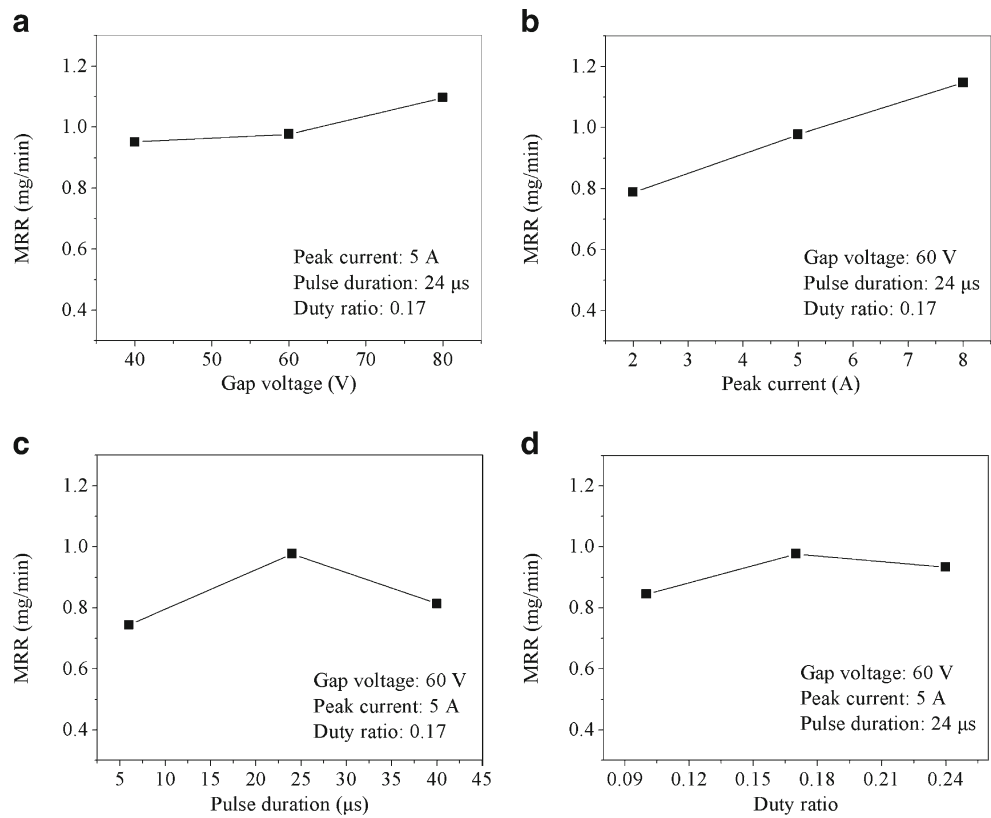 a
1.2
1.0
0.8
0.6
0.4
MRR (mg/min)
Peak current: 5 A
Pulse duration: 24 μs
Duty ratio: 0.17
40 50 60 70 80
Gap voltage (V)
b
1.2
1.0
0.8
0.6
0.4
MRR (mg/min)
Gap voltage: 60 V
Pulse duration: 24 μs
Duty ratio: 0.17
2 3 4 5 6 7 8
Peak current (A)
c
1.2
1.0
0.8
0.6
0.4
MRR (mg/min)
Gap voltage: 60 V
Peak current: 5 A
Duty ratio: 0.17
5 10 15 20 25 30 35 40 45
Pulse duration (μs)
d
1.2
1.0
0.8
0.6
0.4
MRR (mg/min)
Gap voltage: 60 V
Peak current: 5 A
Pulse duration: 24 μs
0.09 0.12 0.15 0.18 0.21 0.24
Duty ratio